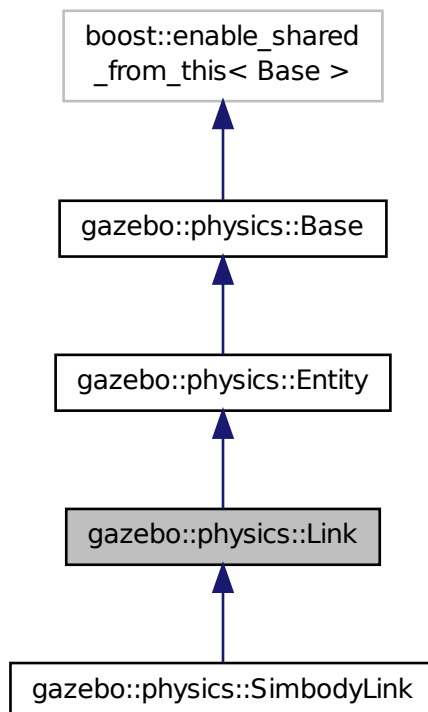 boost::enable_shared
_from_this< Base >
gazebo::physics::Base
gazebo::physics::Entity
gazebo::physics::Link
gazebo::physics::SimbodyLink